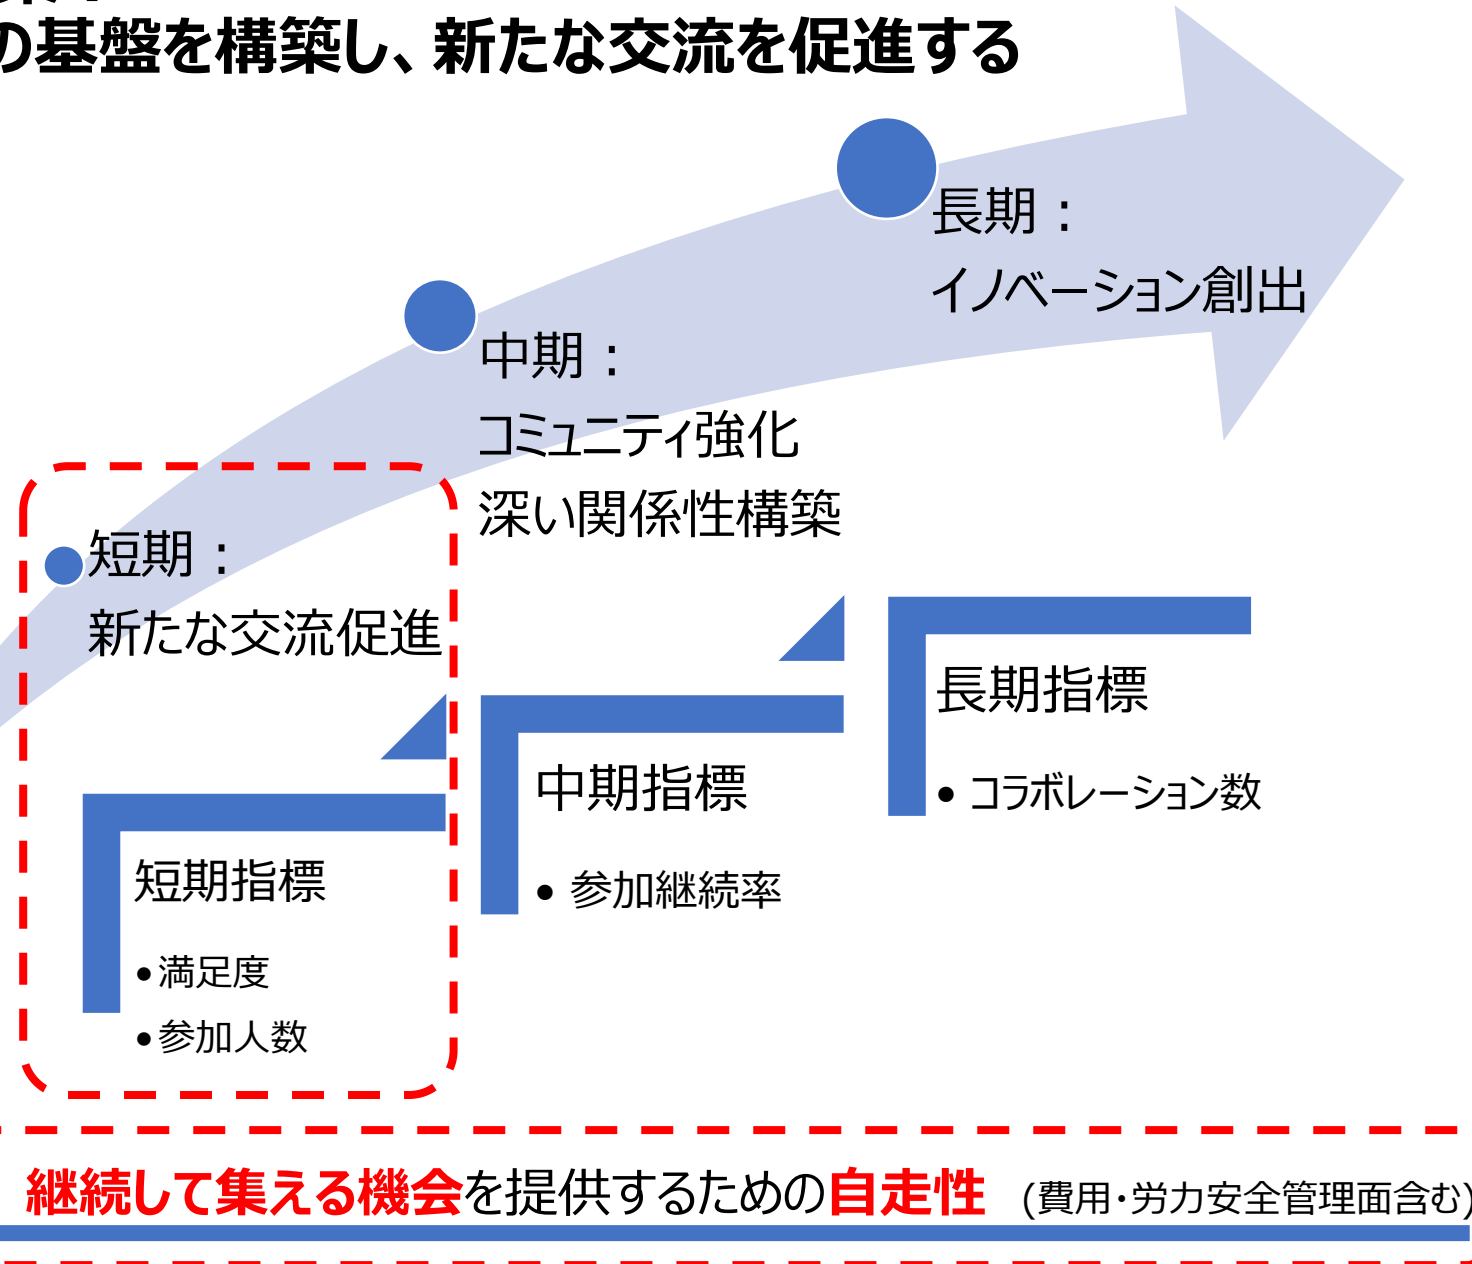 の基盤を構築し、新たな交流を促進する
長期：
イノベーション創出
中期：
コミュニティ強化
深い関係性構築
短期：
新たな交流促進
長期指標
• コラボレーション数
中期指標
• 参加継続率
短期指標
•満足度
•参加人数
継続して集える機会を提供するための自走性 (費用・労力安全管理面含む)